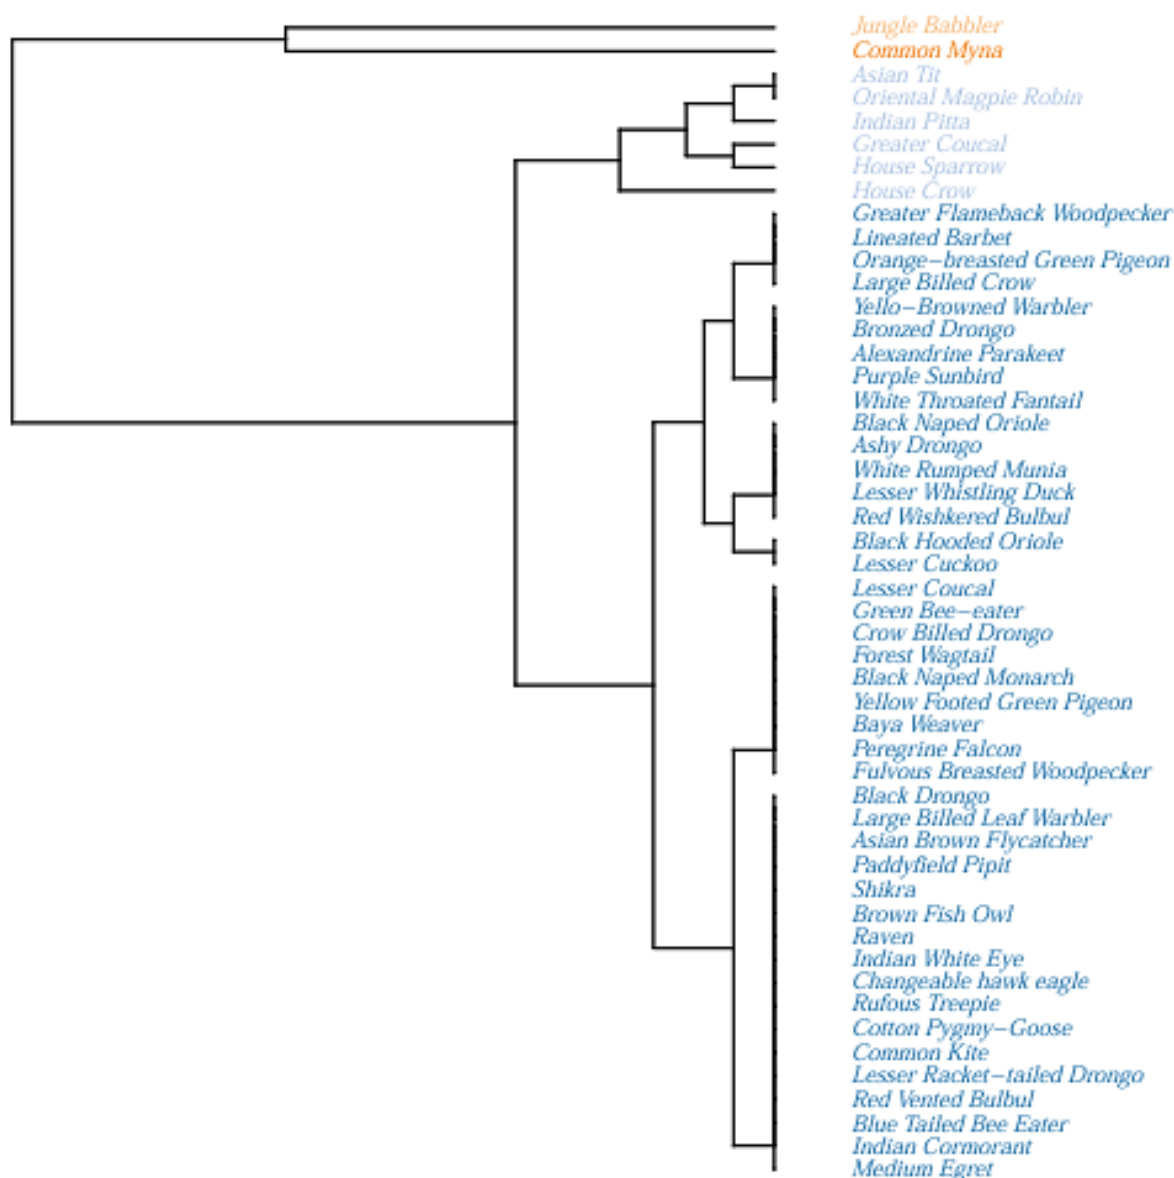 Jungle Babbler
Common Myna
Asian Tit
Oriental Magpie Robin
Indian Pitta
Greater Coucal
House Sparrow
House Crow
Greater Flameback Woodpecker
Lineated Barbet
Orange−breasted Green Pigeon
Large Billed Crow
Yello−Browned Warbler
Bronzed Drongo
Alexandrine Parakeet
Purple Sunbird
White Throated Fantail
Black Naped Oriole
Ashy Drongo
White Rumped Munia
Lesser Whistling Duck
Red Wishkered Bulbul
Black Hooded Oriole
Lesser Cuckoo
Lesser Coucal
Green Bee−eater
Crow Billed Drongo
Forest Wagtail
Black Naped Monarch
Yellow Footed Green Pigeon
Baya Weaver
Peregrine Falcon
Fulvous Breasted Woodpecker
Black Drongo
Large Billed Leaf Warbler
Asian Brown Flycatcher
Paddyfield Pipit
Shikra
Brown Fish Owl
Raven
Indian White Eye
Changeable hawk eagle
Rufous Treepie
Cotton Pygmy−Goose
Common Kite
Lesser Racket−tailed Drongo
Red Vented Bulbul
Blue Tailed Bee Eater
Indian Cormorant
Medium Egret